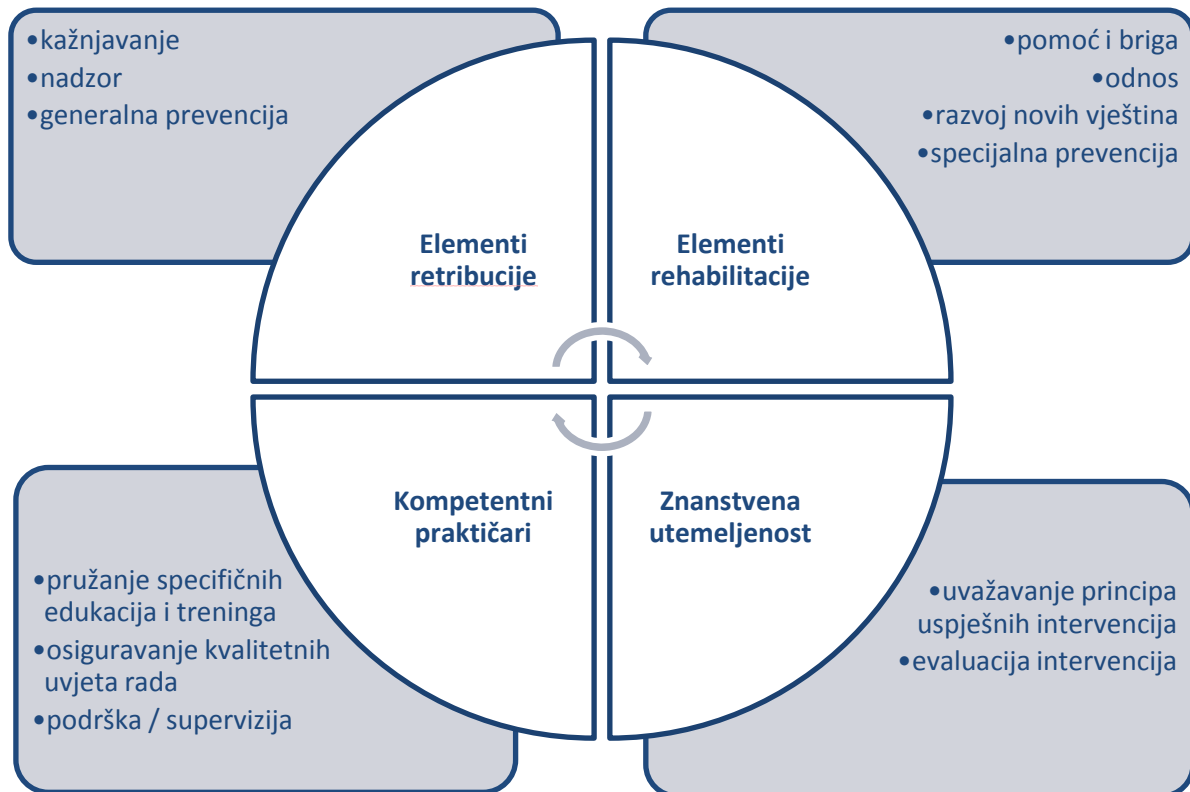 •kažnjavanje
•nadzor
•generalna prevencija
•pomoć i briga
•odnos
•razvoj novih vještina
•specijalna prevencija
Elementi
retribucije
Elementi
rehabilitacije
Kompetentni
praktičari
Znanstvena
utemeljenost
•pružanje specifičnih
edukacija i treninga
•osiguravanje kvalitetnih
uvjeta rada
•podrška / supervizija
•uvažavanje principa
uspješnih intervencija
•evaluacija intervencija